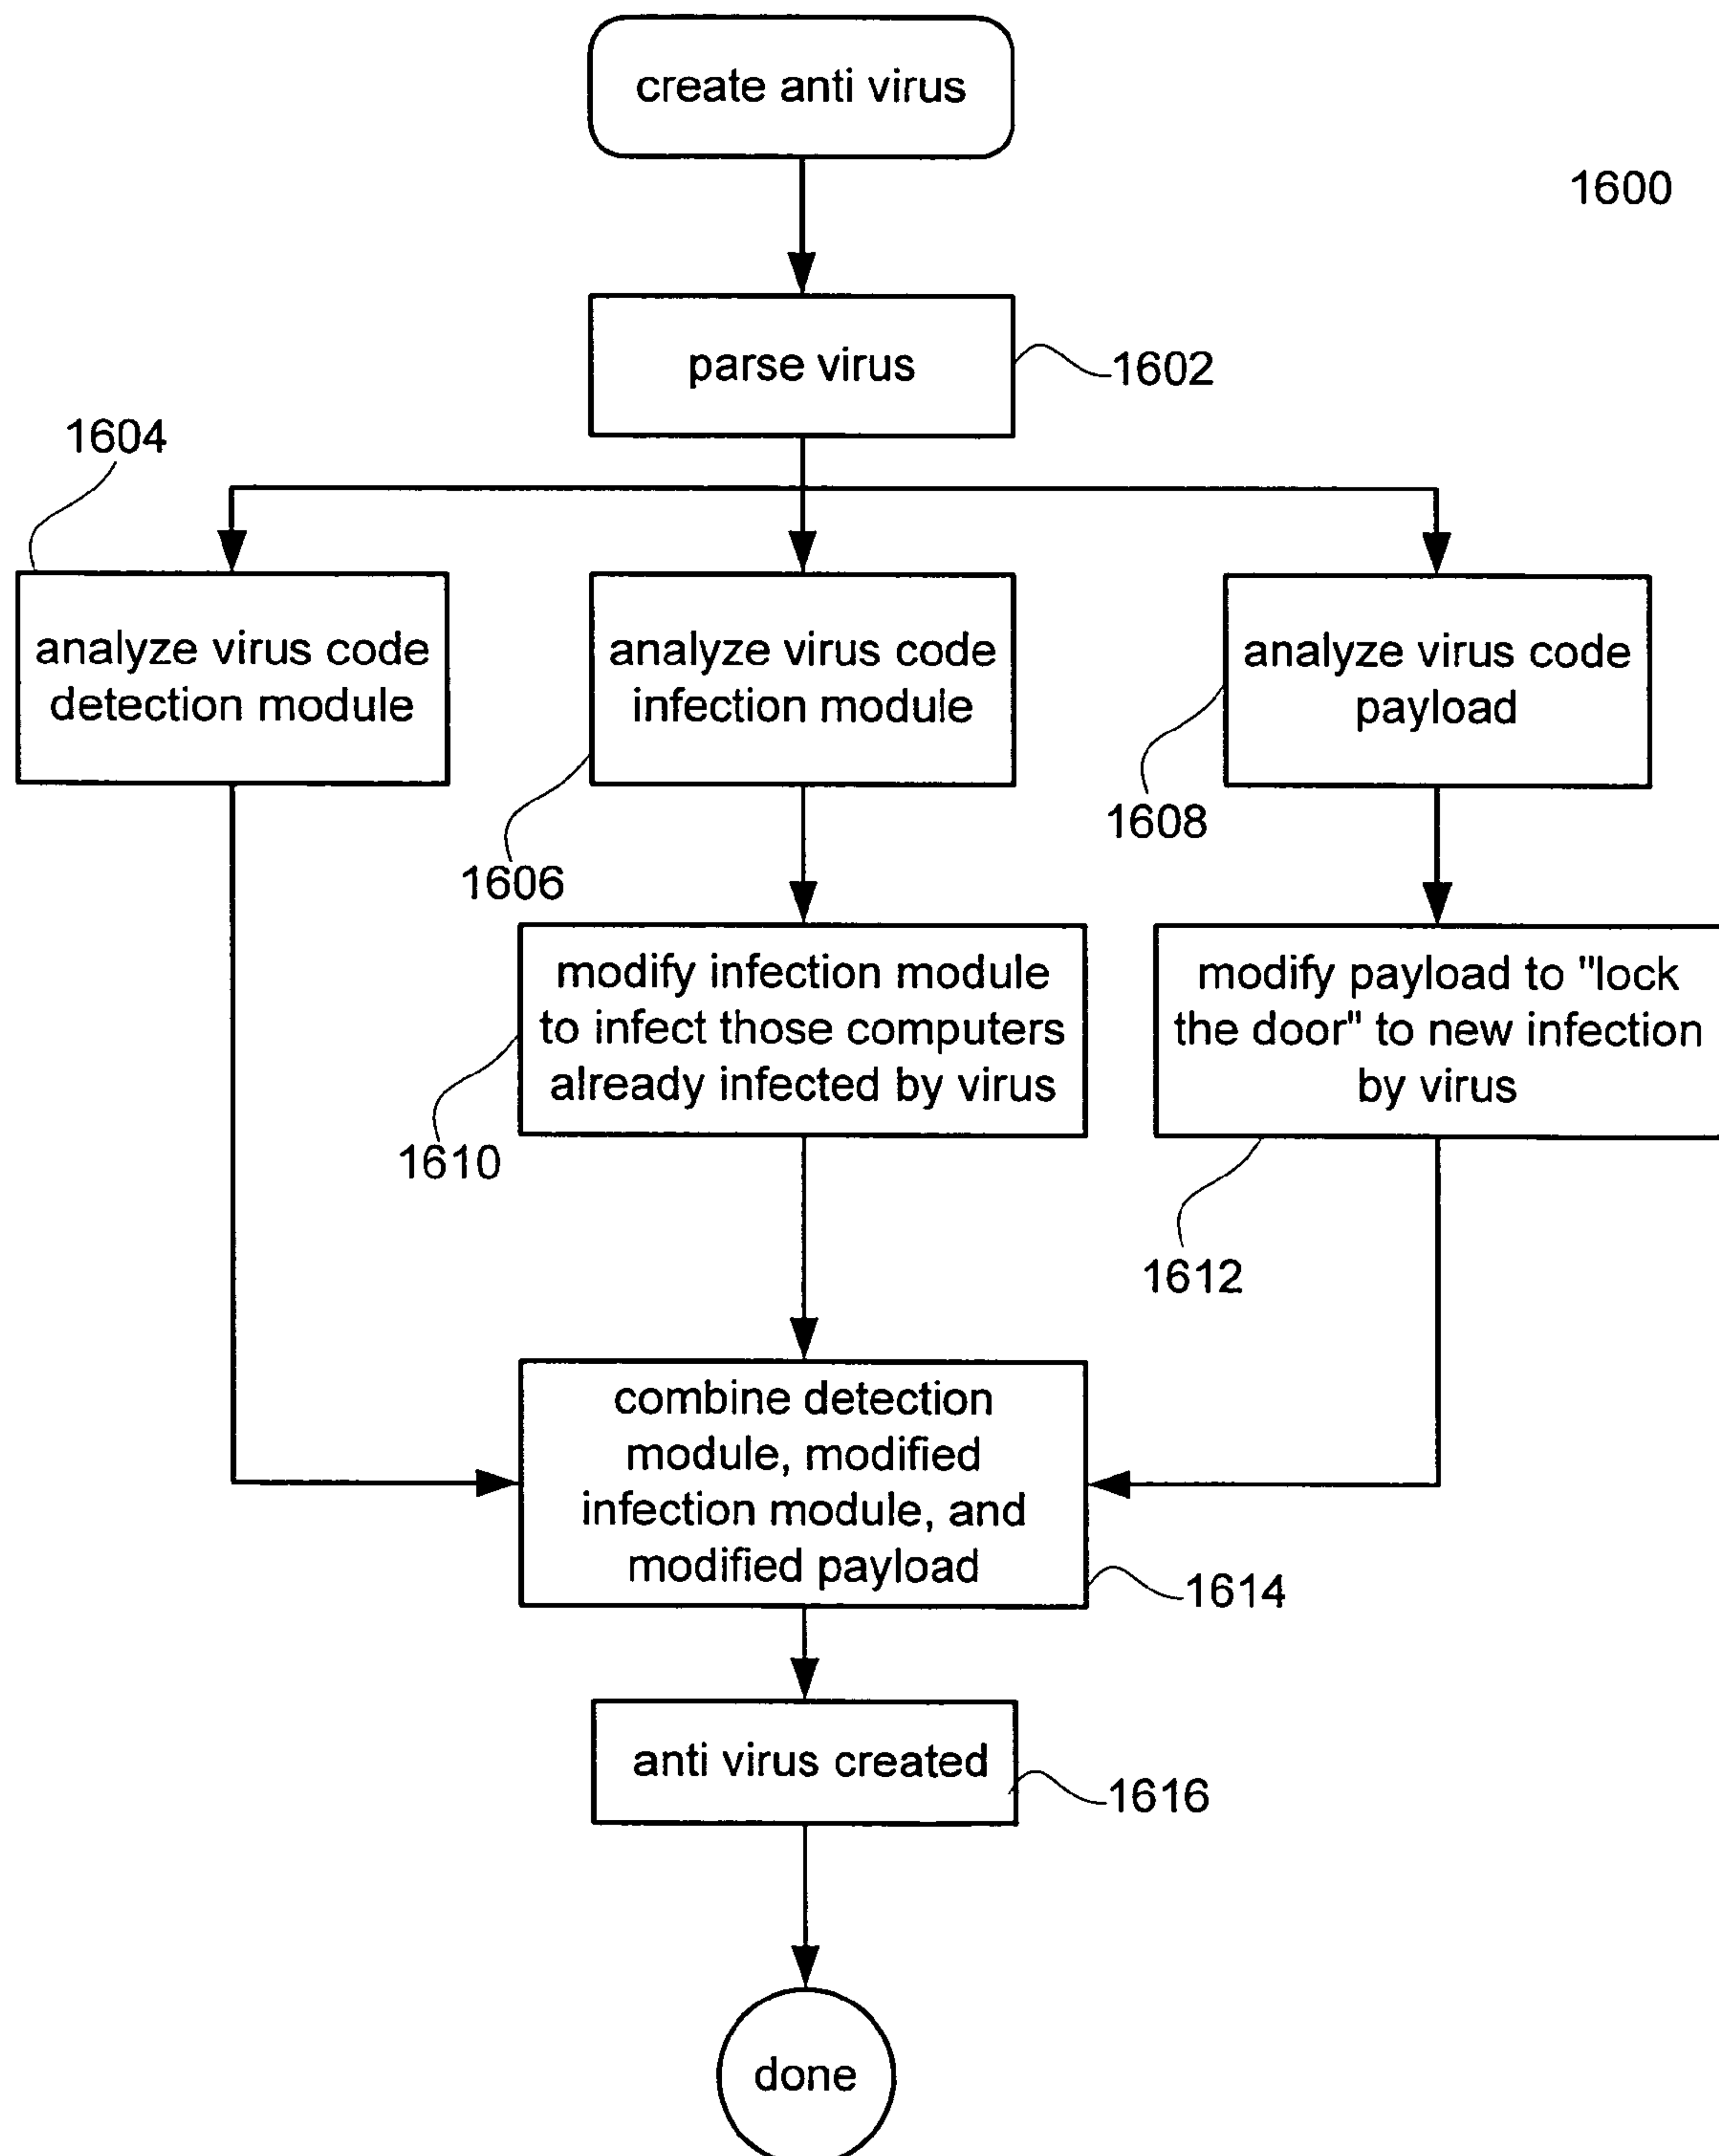 create anti virus
1600
parse virus
1602
1604
analyze virus code
detection module
analyze virus code
infection module
analyze virus code
payload
1606
1608
modify infection module
to infect those computers
already infected by virus
modify payload to "lock
the door" to new infection
by virus
1610
1612
combine detection
module, modified
infection module, and
modified payload
1614
anti virus created
1616
done